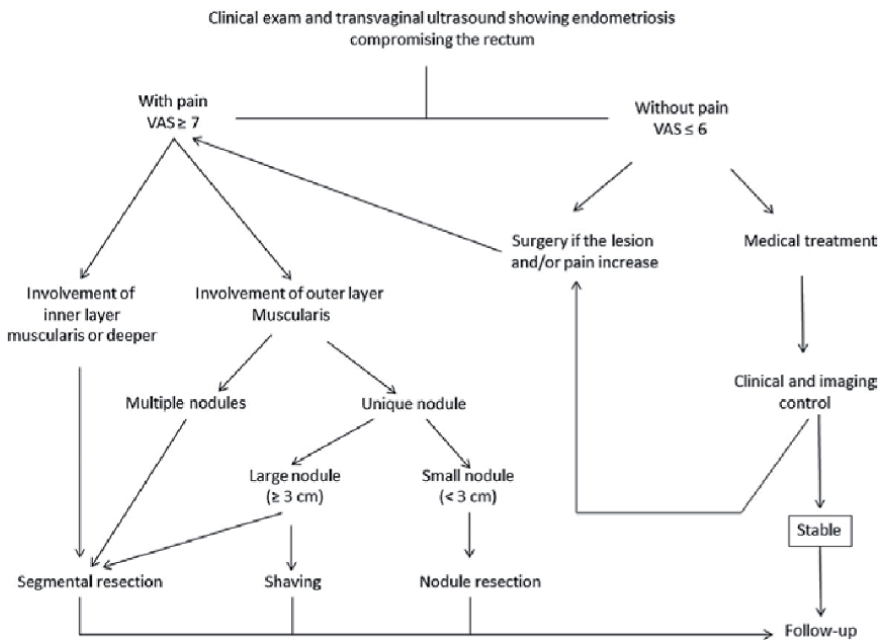 Clinical exam and transvaginal ultrasound showing endometriosis
compromising the rectum
With pain
VAS ≥ 7
Without pain
VAS ≤ 6
Surgery if the lesion
and/or pain increase
Medical treatment
Involvement of
inner layer
muscularis or deeper
Involvement of outer layer
Muscularis
Clinical and imaging
control
Multiple nodules
Unique nodule
Large nodule
(≥ 3 cm)
Small nodule
(< 3 cm)
Stable
Segmental resection
Shaving
Nodule resection
Follow-up